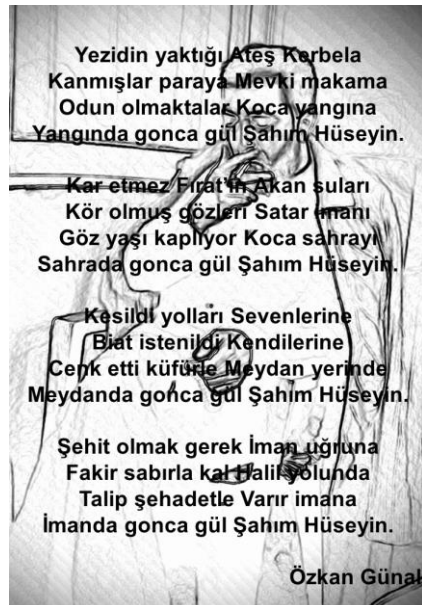 Yezidin yaktığı Ateş Kerbela
Kanmışlar paraya Mevki makama
Odun olmaktalar Koca yangına
Yangında gonca gül Şahım Hüseyin.
Kar etmez Fırat'ın Akan suları
Kör olmuş gözleri Satar imanı
Göz yaşı kaplıyor Koca sahrayı
Sahrada gonca gül Şahım Hüseyin.
Kesildi yolları Sevenlerine
Biat istenildi Kendilerine
Cenk etti küfürle Meydan yerinde
Meydanda gonca gül Şahım Hüseyin.
Şehit olmak gerek İman uğruna
Fakir sabırla kal Halil yolunda
Talip şehadetle Varır imana
İmanda gonca gül Şahım Hüseyin.
Özkan Günal